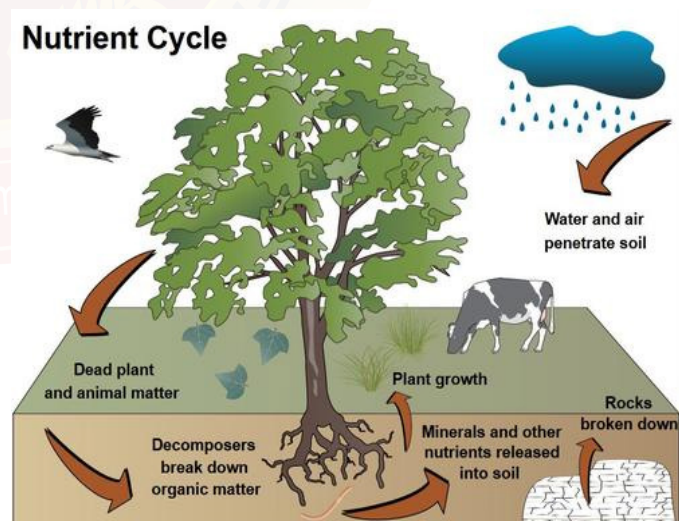 Nutrient Cycle
Water and air
penetrate soil
Dead plant
and animal matter
Plant growth
Rocks
broken down
Decomposers
break down
organic matter
Minerals and other
nutrients released
into soil